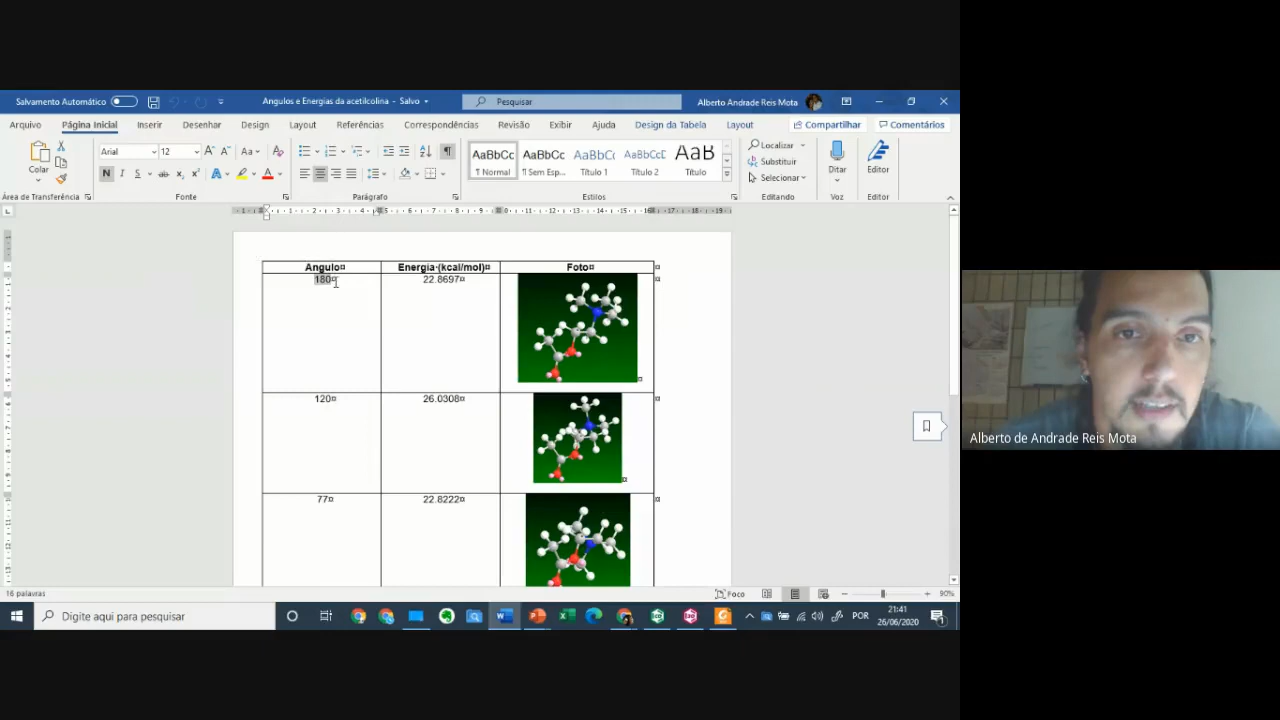 Salvamento Automático
Angulos e Energias da acetilcolina - Salvo
Pesquisar
Alberto Andrade Reis Mota
Arquivo Página Inicial Inserir Desenhar Design Layout Referências Correspondências Revisão Exibir Ajuda Design da Tabela Layout Compartilhar Comentários
Colar
Arial 12
N I S ab x₂ x² A A
AaBbCc AaBbCc AaBbCc AaBbCcD AaB
¶ Normal ¶ Sem Esp... Título 1 Título 2 Título
Localizar
Substituir
Selecionar
Ditar
Editor
Área de Transferência Fonte Parágrafo Estilos Editando Voz Editor
Angulo¤ Energia·(kcal/mol)¤ Foto¤ ¤
180¤ 22.8697¤ ¤
120¤ 26.0308¤ ¤
77¤ 22.8222¤ ¤
Alberto de Andrade Reis Mota
16 palavras
Foco
90%
Digite aqui para pesquisar
POR
21:41
26/06/2020